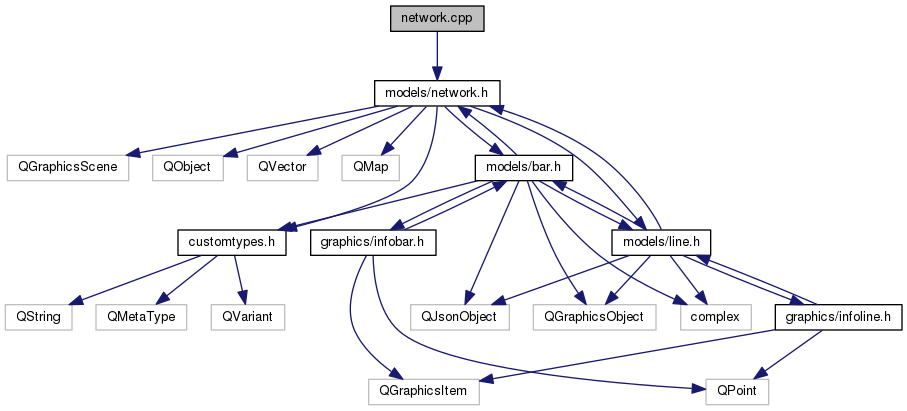 network.cpp
models/network.h
QGraphicsScene
QObject
QVector
QMap
models/bar.h
customtypes.h
graphics/infobar.h
models/line.h
QString
QMetaType
QVariant
QJsonObject
QGraphicsObject
complex
graphics/infoline.h
QGraphicsItem
QPoint